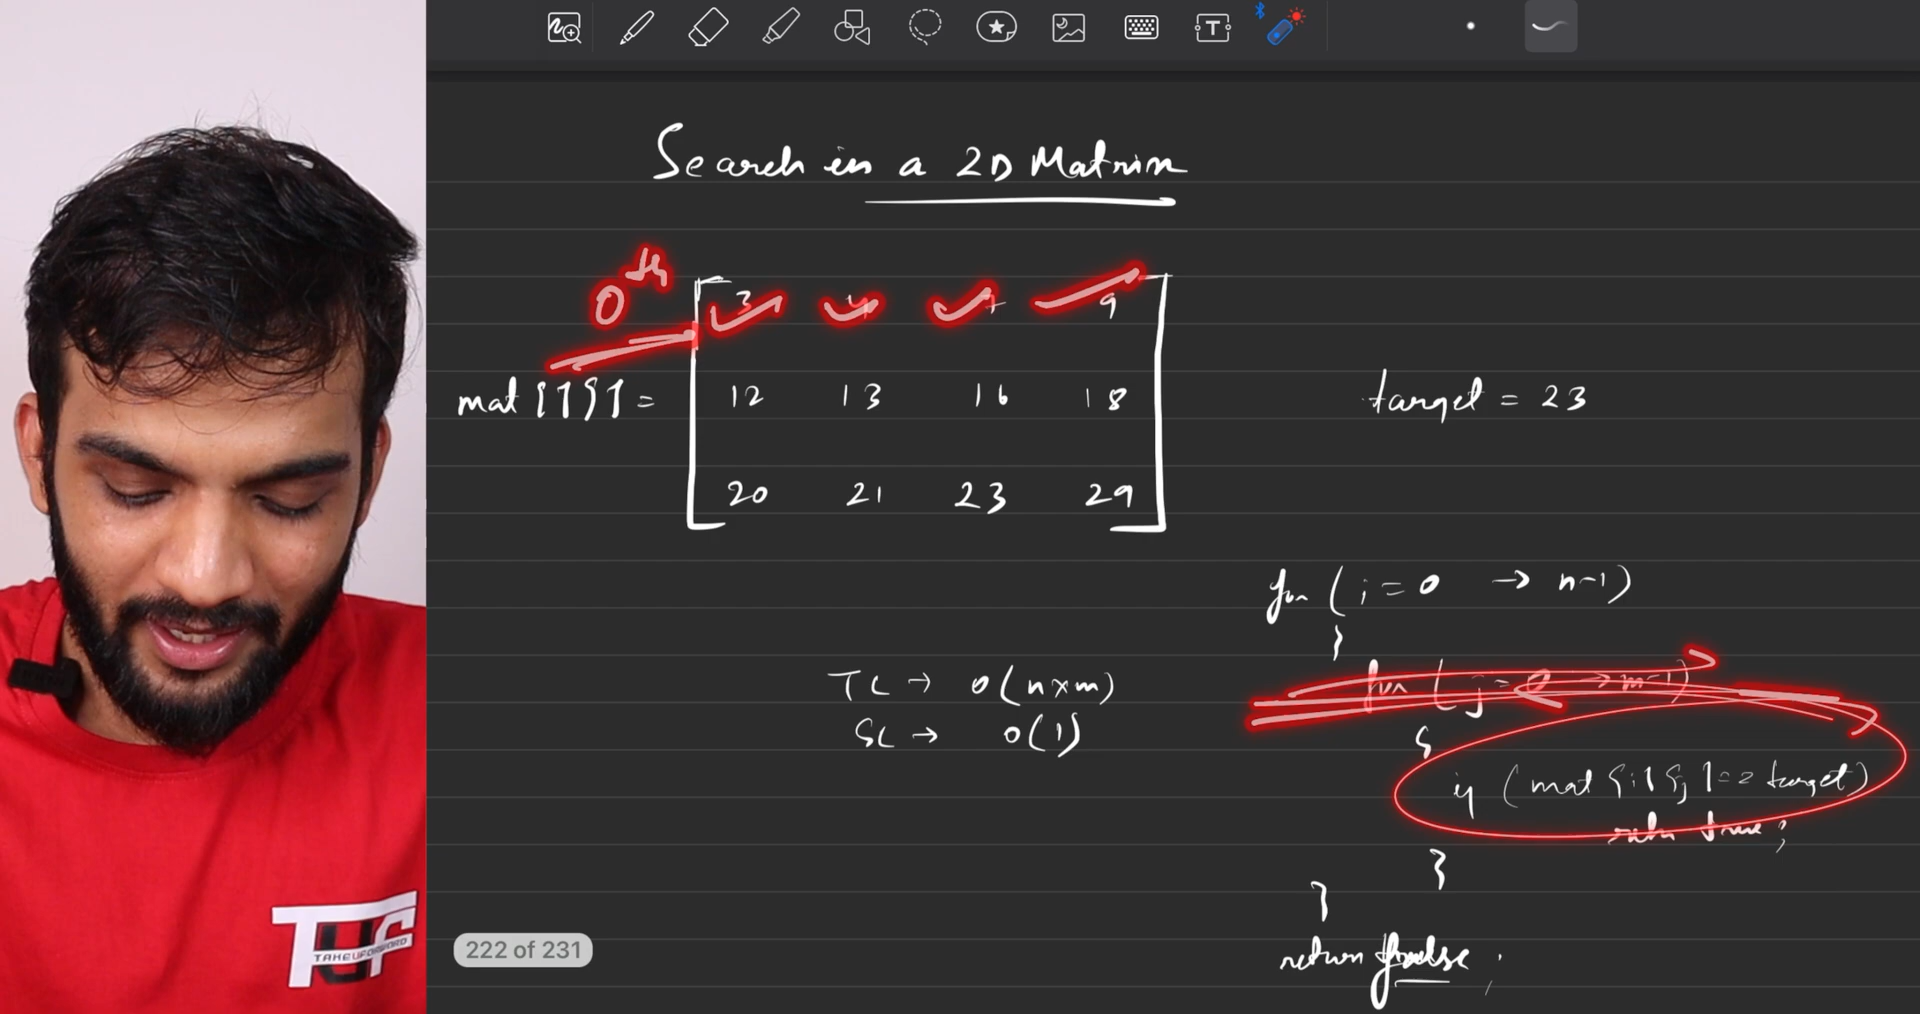 Search in a 2D Matrix
0th
3 4 7 9
mat [ ] [ ] =
12 13 16 18
target = 23
20 21 23 29
for ( i = 0 → n-1)
{
TC → O(n×m)
for ( j = 0 → m-1)
SC → O(1)
{
if (mat [i] [j] == target)
return true;
}
}
return false;
TUF
TAKE U FORWARD
222 of 231